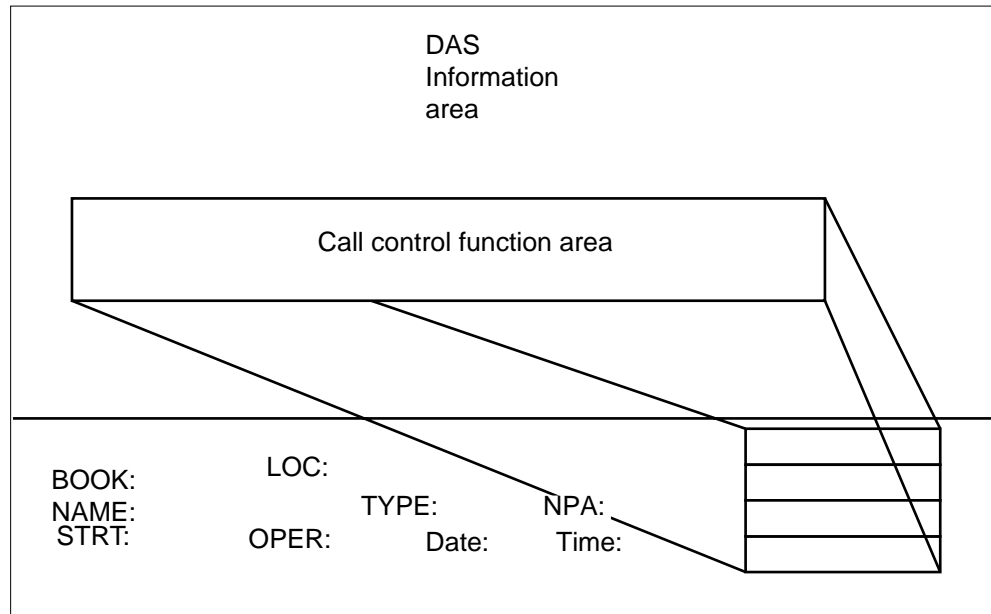 DAS
Information
area
Call control function area
BOOK:
LOC:
NAME:
TYPE:
NPA:
STRT:
OPER:
Date:
Time: